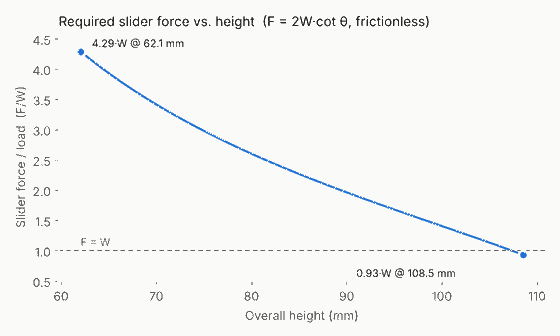 Required slider force vs. height (F = 2W·cot θ, frictionless)
4.5
4.29·W @ 62.1 mm
4.0
3.5
3.0
2.5
2.0
1.5
F = W
1.0
0.93·W @ 108.5 mm
0.5
60 70 80 90 100 110
Overall height (mm)
Slider force / load (F/W)